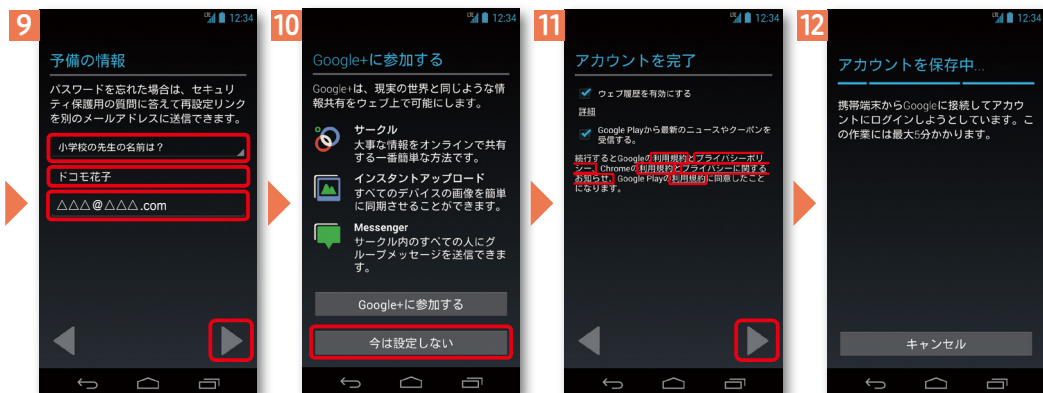 9
LTE 12:34
予備の情報
パスワードを忘れた場合は、セキュリ
ティ保護用の質問に答えて再設定リンク
を別のメールアドレスに送信できます。
小学校の先生の名前は？
ドコモ花子
△△△@△△△.com
10
LTE 12:34
Google+に参加する
Google+は、現実の世界と同じような情
報共有をウェブ上で可能にします。
サークル
大事な情報をオンラインで共有
する一番簡単な方法です。
インスタントアップロード
すべてのデバイスの画像を簡単
に同期させることができます。
Messenger
サークル内のすべての人にグ
ループメッセージを送信できま
す。
Google+に参加する
今は設定しない
11
LTE 12:34
アカウントを完了
ウェブ履歴を有効にする
詳細
Google Playから最新のニュースやクーポンを
受信する。
続行するとGoogleの利用規約とプライバシーポリ
シー、Chromeの利用規約とプライバシーに関する
お知らせ、Google Playの利用規約に同意したこと
になります。
12
LTE 12:34
アカウントを保存中...
携帯端末からGoogleに接続してアカウ
ントにログインしようとしています。こ
の作業には最大5分かかります。
キャンセル